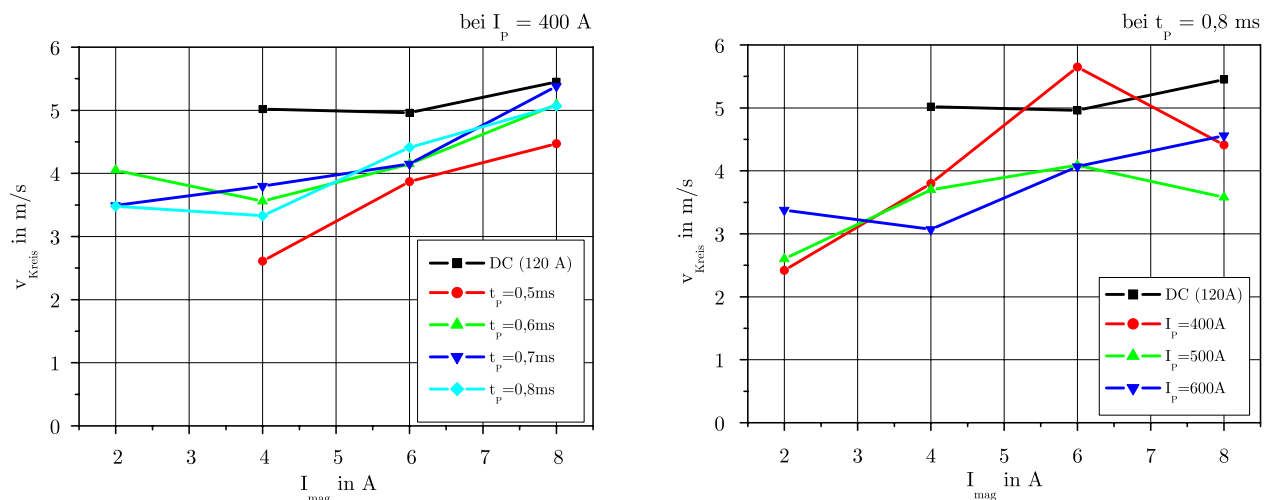 bei I_P = 400 A
6
5
4
3
2
1
0
v_Kreis in m/s
2 3 4 5 6 7 8
I_mag in A
DC (120 A)
t_P=0,5ms
t_P=0,6ms
t_P=0,7ms
t_P=0,8ms
bei t_P = 0,8 ms
6
5
4
3
2
1
0
v_Kreis in m/s
2 3 4 5 6 7 8
I_mag in A
DC (120A)
I_P=400A
I_P=500A
I_P=600A